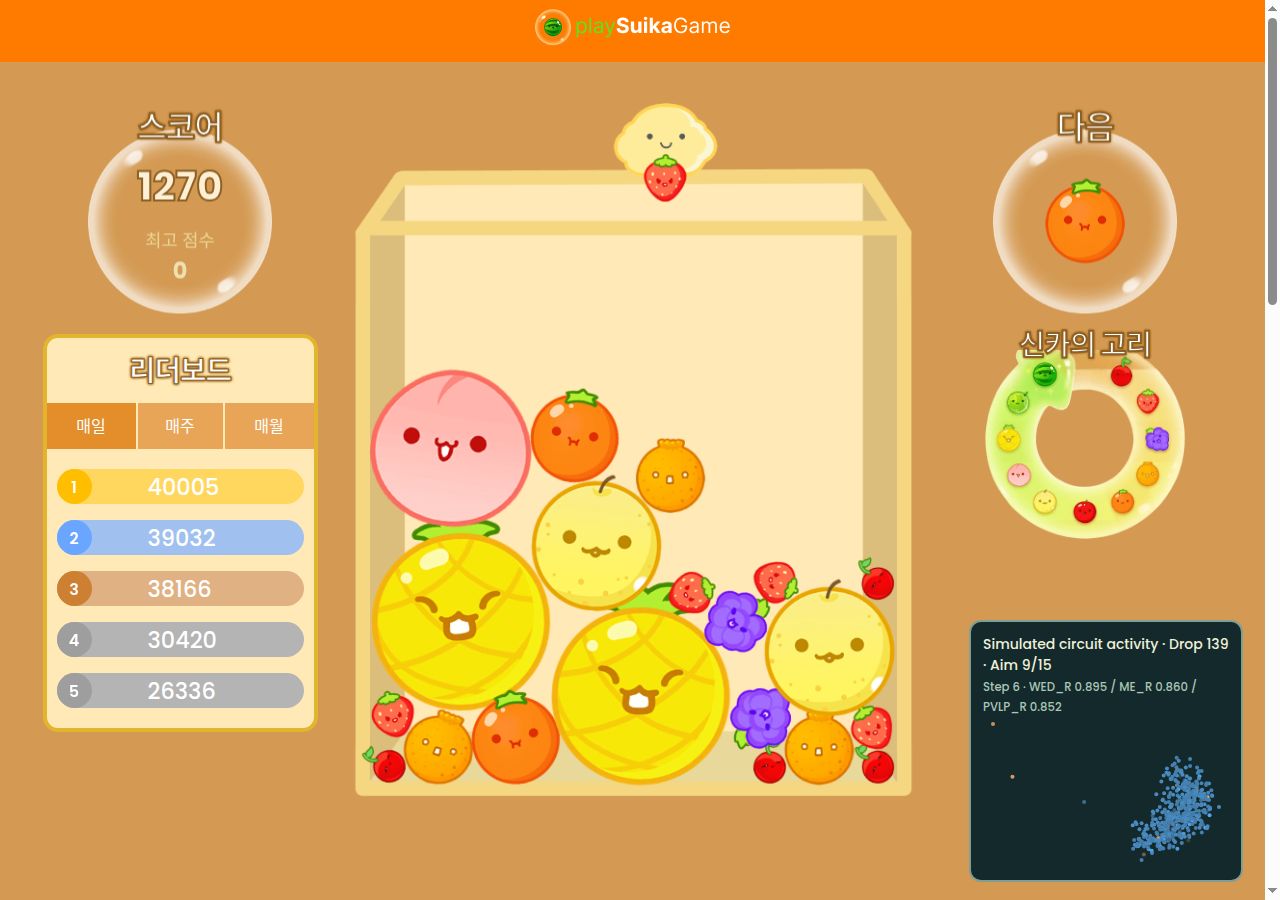 playSuikaGame
스코어
1270
최고 점수
0
다음
리더보드
매일 매주 매월
1 40005
2 39032
3 38166
4 30420
5 26336
신카의 고리
Simulated circuit activity · Drop 139
· Aim 9/15
Step 6 · WED_R 0.895 / ME_R 0.860 /
PVLP_R 0.852